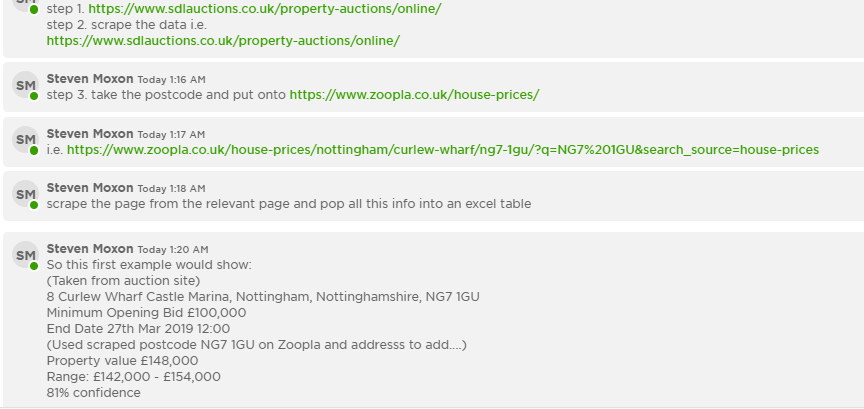 step 1. https://www.sdlauctions.co.uk/property-auctions/online/
step 2. scrape the data i.e.
https://www.sdlauctions.co.uk/property-auctions/online/
SM Steven Moxon Today 1:16 AM
step 3. take the postcode and put onto https://www.zoopla.co.uk/house-prices/
SM Steven Moxon Today 1:17 AM
i.e. https://www.zoopla.co.uk/house-prices/nottingham/curlew-wharf/ng7-1gu/?q=NG7%201GU&search_source=house-prices
SM Steven Moxon Today 1:18 AM
scrape the page from the relevant page and pop all this info into an excel table
SM Steven Moxon Today 1:20 AM
So this first example would show:
(Taken from auction site)
8 Curlew Wharf Castle Marina, Nottingham, Nottinghamshire, NG7 1GU
Minimum Opening Bid £100,000
End Date 27th Mar 2019 12:00
(Used scraped postcode NG7 1GU on Zoopla and addresss to add....)
Property value £148,000
Range: £142,000 - £154,000
81% confidence